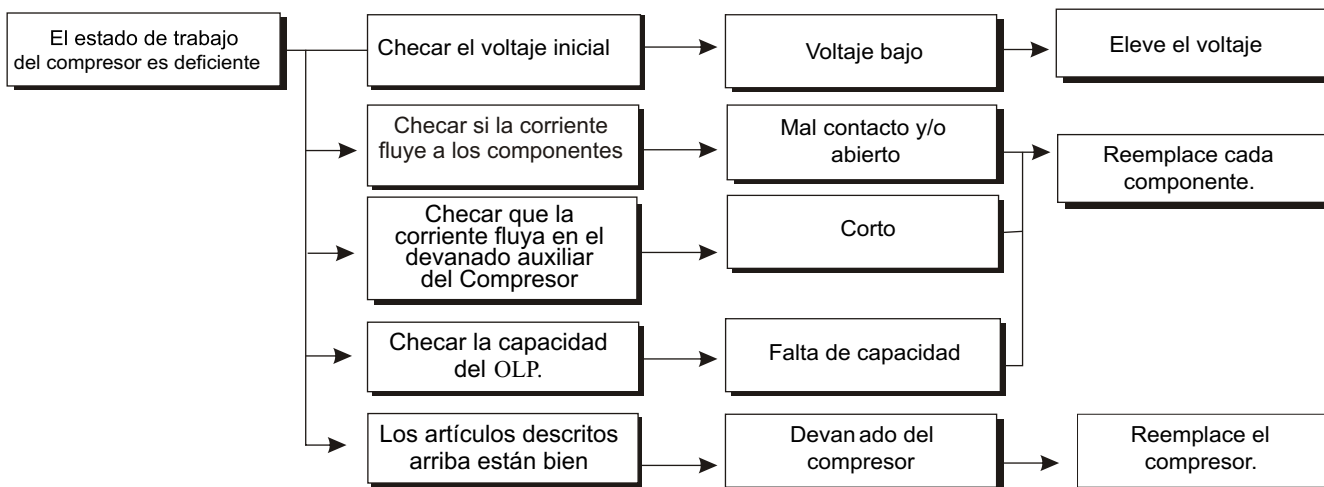 El estado de trabajo
del compresor es deficiente
Checar el voltaje inicial
Voltaje bajo
Eleve el voltaje
Checar si la corriente
fluye a los componentes
Mal contacto y/o
abierto
Reemplace cada
componente.
Checar que la
corriente fluya en el
devanado auxiliar
del Compresor
Corto
Checar la capacidad
del OLP.
Falta de capacidad
Los artículos descritos
arriba están bien
Devanado del
compresor
Reemplace el
compresor.